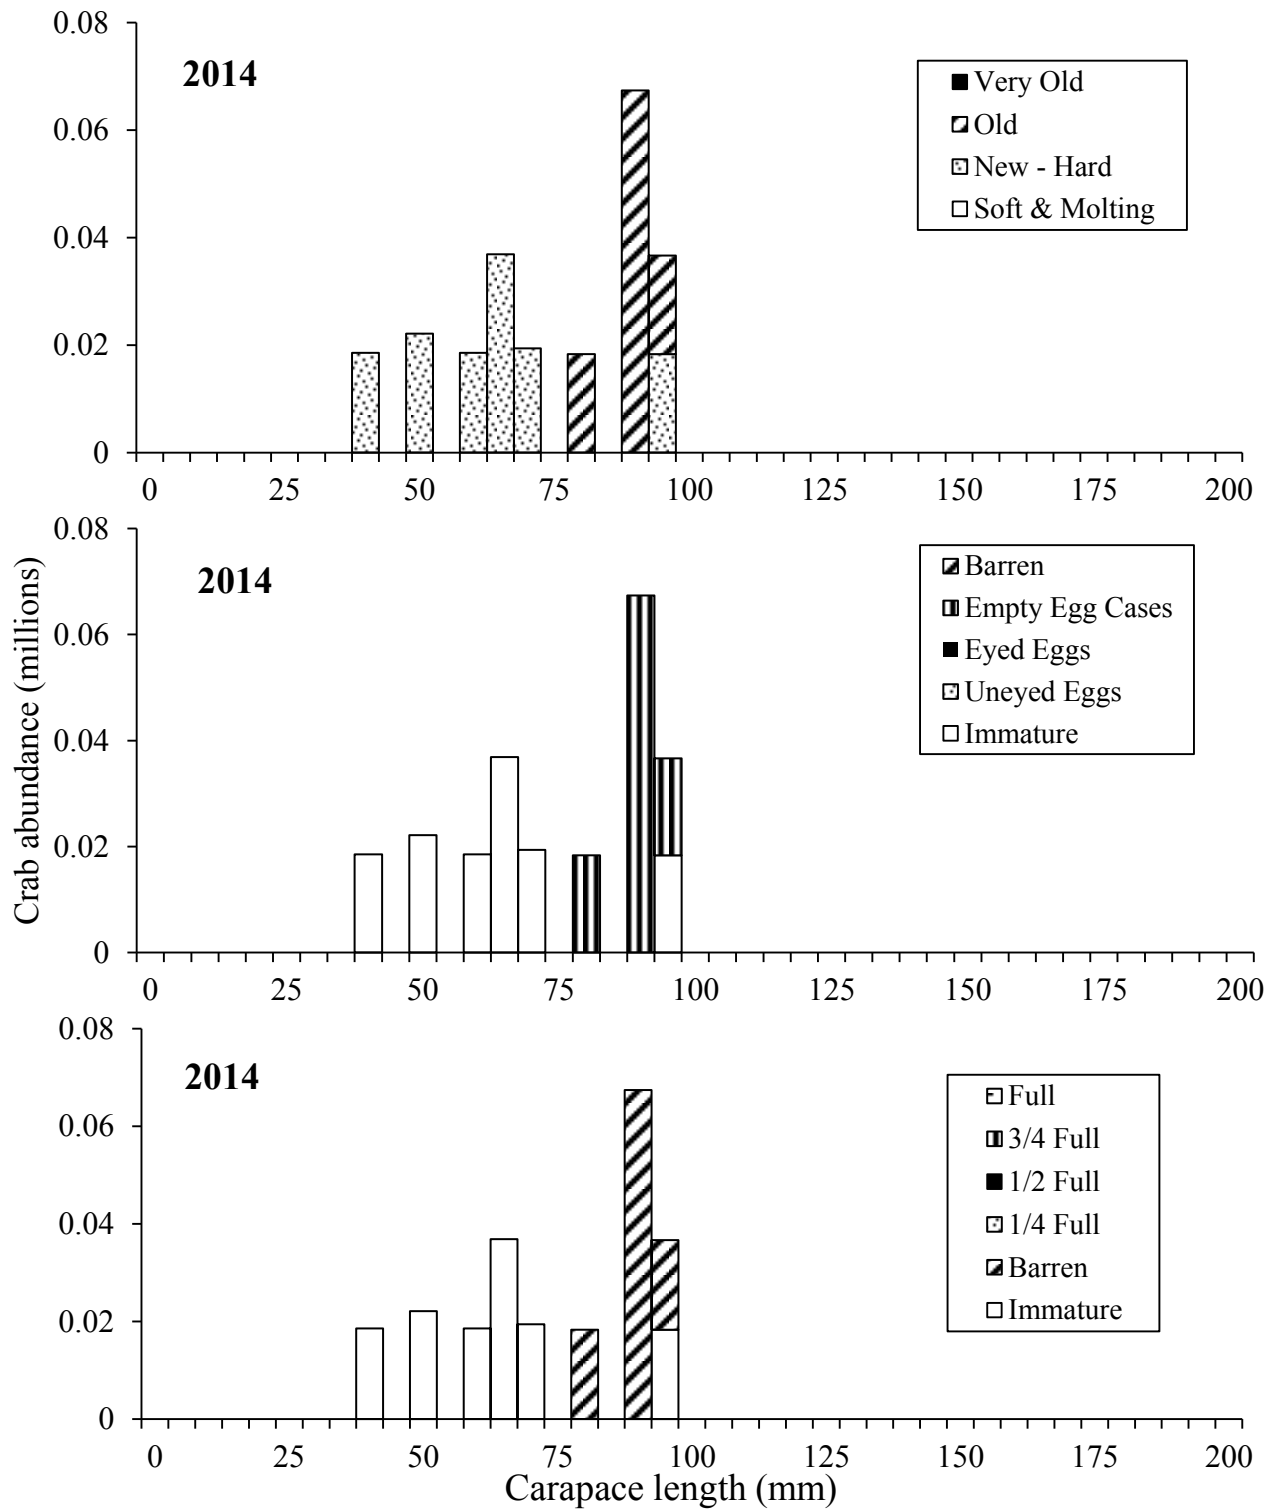 0.08
2014
Very Old
0.06
Old
New - Hard
0.04
Soft & Molting
0.02
0
0 25 50 75 100 125 150 175 200
Crab abundance (millions)
0.08
2014
Barren
0.06
Empty Egg Cases
Eyed Eggs
0.04
Uneyed Eggs
Immature
0.02
0
0 25 50 75 100 125 150 175 200
0.08
2014
Full
0.06
3/4 Full
1/2 Full
0.04
1/4 Full
Barren
0.02
Immature
0
0 25 50 75 100 125 150 175 200
Carapace length (mm)